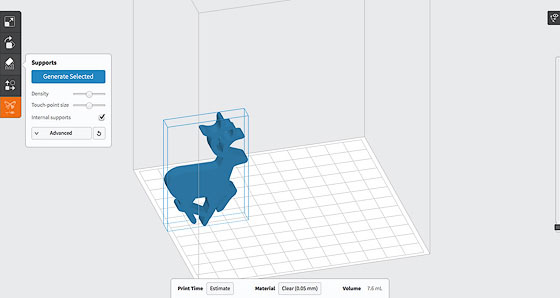 Supports
Generate Selected
Density
Touch-point size
Internal supports
Advanced
Print Time Estimate Material Clear (0.05 mm) Volume 7.6 mL